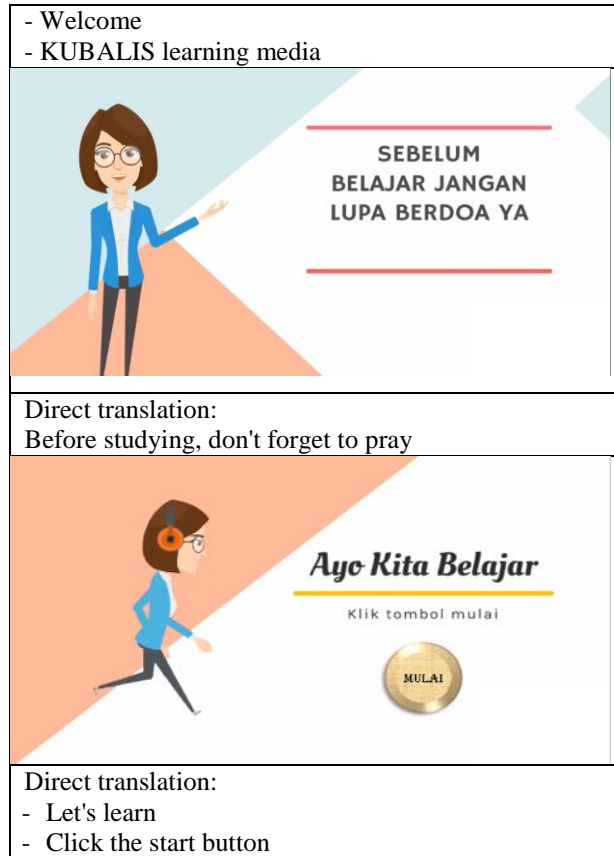 - Welcome
- KUBALIS learning media
SEBELUM
BELAJAR JANGAN
LUPA BERDOA YA
Direct translation:
Before studying, don't forget to pray
Ayo Kita Belajar
Klik tombol mulai
MULAI
Direct translation:
- Let's learn
- Click the start button